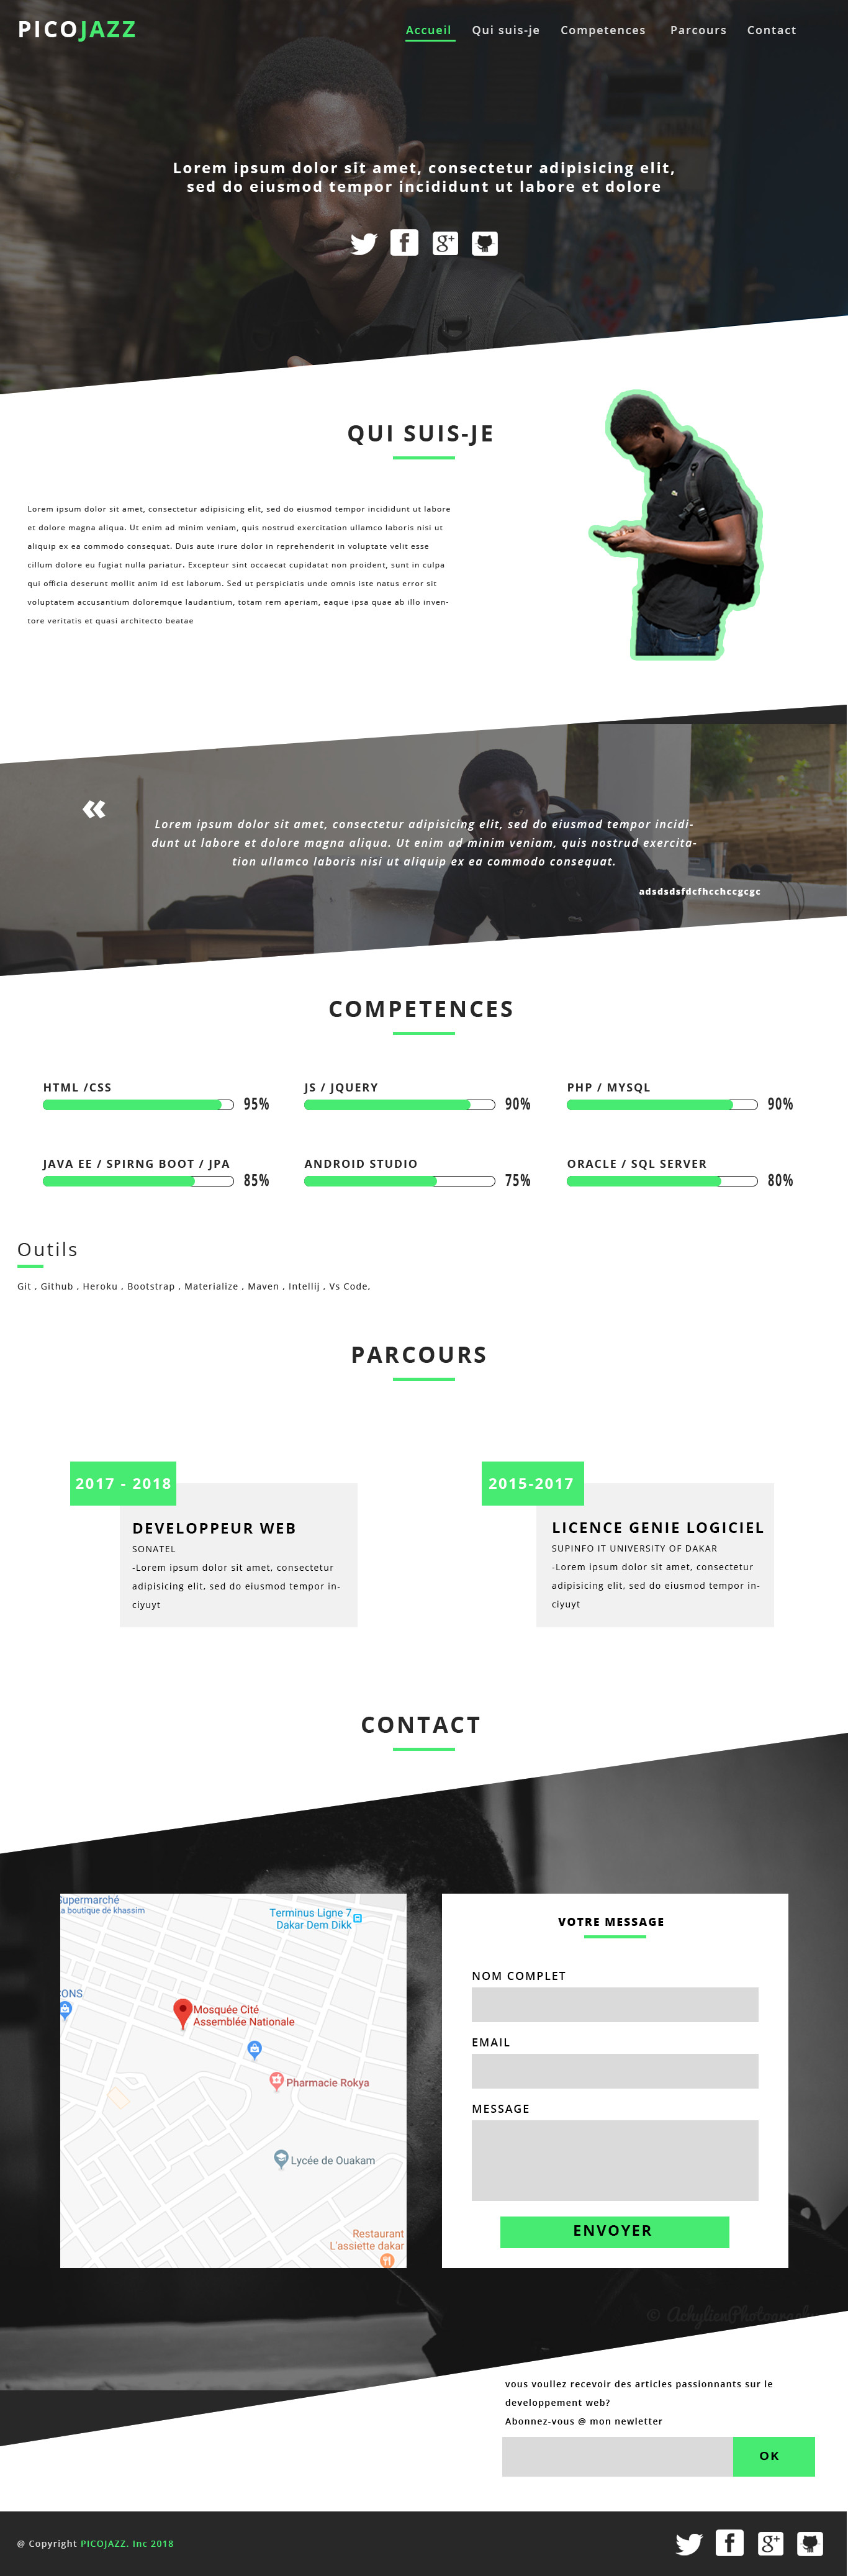 PICOJAZZ
Accueil Qui suis-je Competences Parcours Contact
Lorem ipsum dolor sit amet, consectetur adipisicing elit,
sed do eiusmod tempor incididunt ut labore et dolore
QUI SUIS-JE
Lorem ipsum dolor sit amet, consectetur adipisicing elit, sed do eiusmod tempor incididunt ut labore
et dolore magna aliqua. Ut enim ad minim veniam, quis nostrud exercitation ullamco laboris nisi ut
aliquip ex ea commodo consequat. Duis aute irure dolor in reprehenderit in voluptate velit esse
cillum dolore eu fugiat nulla pariatur. Excepteur sint occaecat cupidatat non proident, sunt in culpa
qui officia deserunt mollit anim id est laborum. Sed ut perspiciatis unde omnis iste natus error sit
voluptatem accusantium doloremque laudantium, totam rem aperiam, eaque ipsa quae ab illo inven-
tore veritatis et quasi architecto beatae
«
Lorem ipsum dolor sit amet, consectetur adipisicing elit, sed do eiusmod tempor incidi-
dunt ut labore et dolore magna aliqua. Ut enim ad minim veniam, quis nostrud exercita-
tion ullamco laboris nisi ut aliquip ex ea commodo consequat.
adsdsdsfdcfhcchccgcgc
COMPETENCES
HTML /CSS
95%
JS / JQUERY
90%
PHP / MYSQL
90%
JAVA EE / SPIRNG BOOT / JPA
85%
ANDROID STUDIO
75%
ORACLE / SQL SERVER
80%
Outils
Git , Github , Heroku , Bootstrap , Materialize , Maven , Intellij , Vs Code,
PARCOURS
2017 - 2018
DEVELOPPEUR WEB
SONATEL
-Lorem ipsum dolor sit amet, consectetur
adipisicing elit, sed do eiusmod tempor in-
ciyuyt
2015-2017
LICENCE GENIE LOGICIEL
SUPINFO IT UNIVERSITY OF DAKAR
-Lorem ipsum dolor sit amet, consectetur
adipisicing elit, sed do eiusmod tempor in-
ciyuyt
CONTACT
Supermarché
la boutique de khassim
Terminus Ligne 7
Dakar Dem Dikk
CONS
Mosquée Cité
Assemblée Nationale
Pharmacie Rokya
Lycée de Ouakam
Restaurant
L'assiette dakar
VOTRE MESSAGE
NOM COMPLET
EMAIL
MESSAGE
ENVOYER
vous voullez recevoir des articles passionnants sur le
developpement web?
Abonnez-vous @ mon newletter
OK
@ Copyright PICOJAZZ. Inc 2018